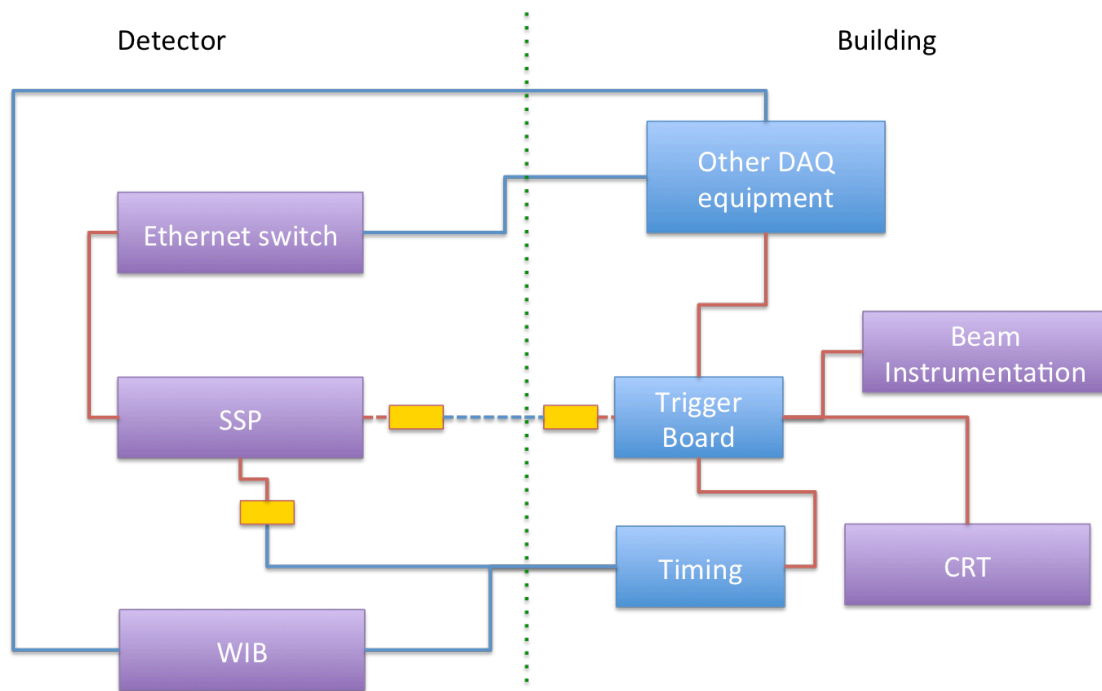 Detector
Building
Other DAQ
equipment
Ethernet switch
Beam
Instrumentation
SSP
Trigger
Board
Timing
CRT
WIB